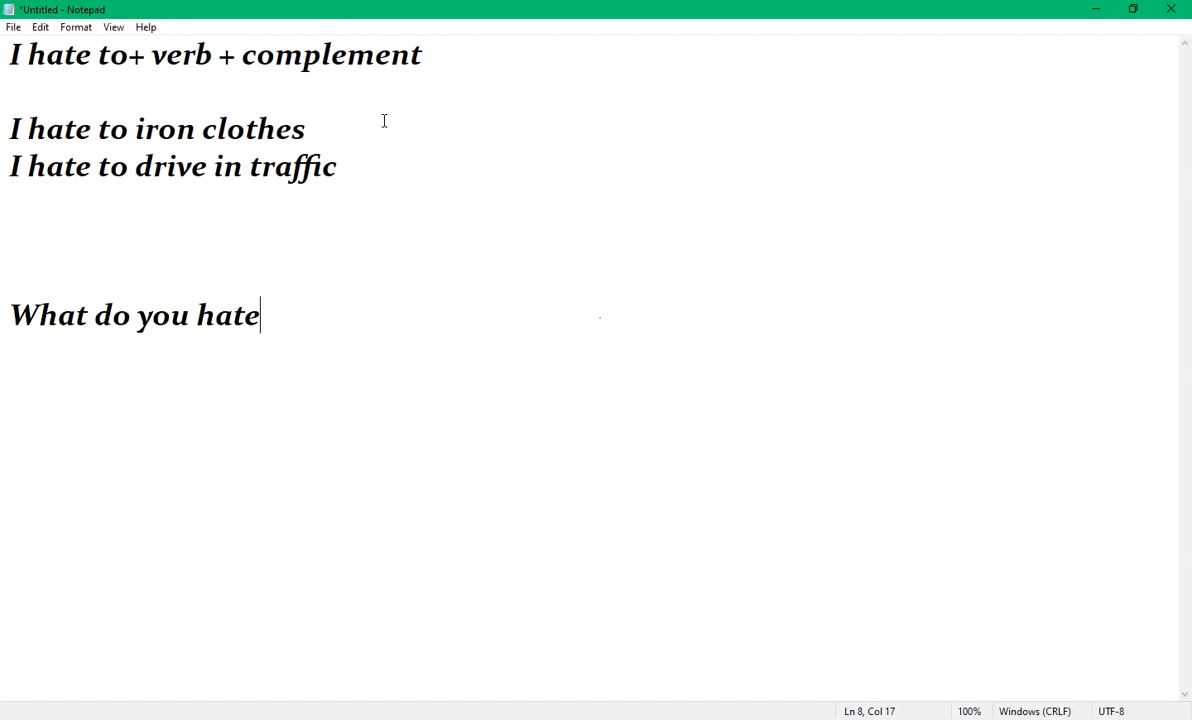 *Untitled - Notepad
File Edit Format View Help
I hate to+ verb + complement
I hate to iron clothes
I hate to drive in traffic
What do you hate
Ln 8, Col 17 100% Windows (CRLF) UTF-8